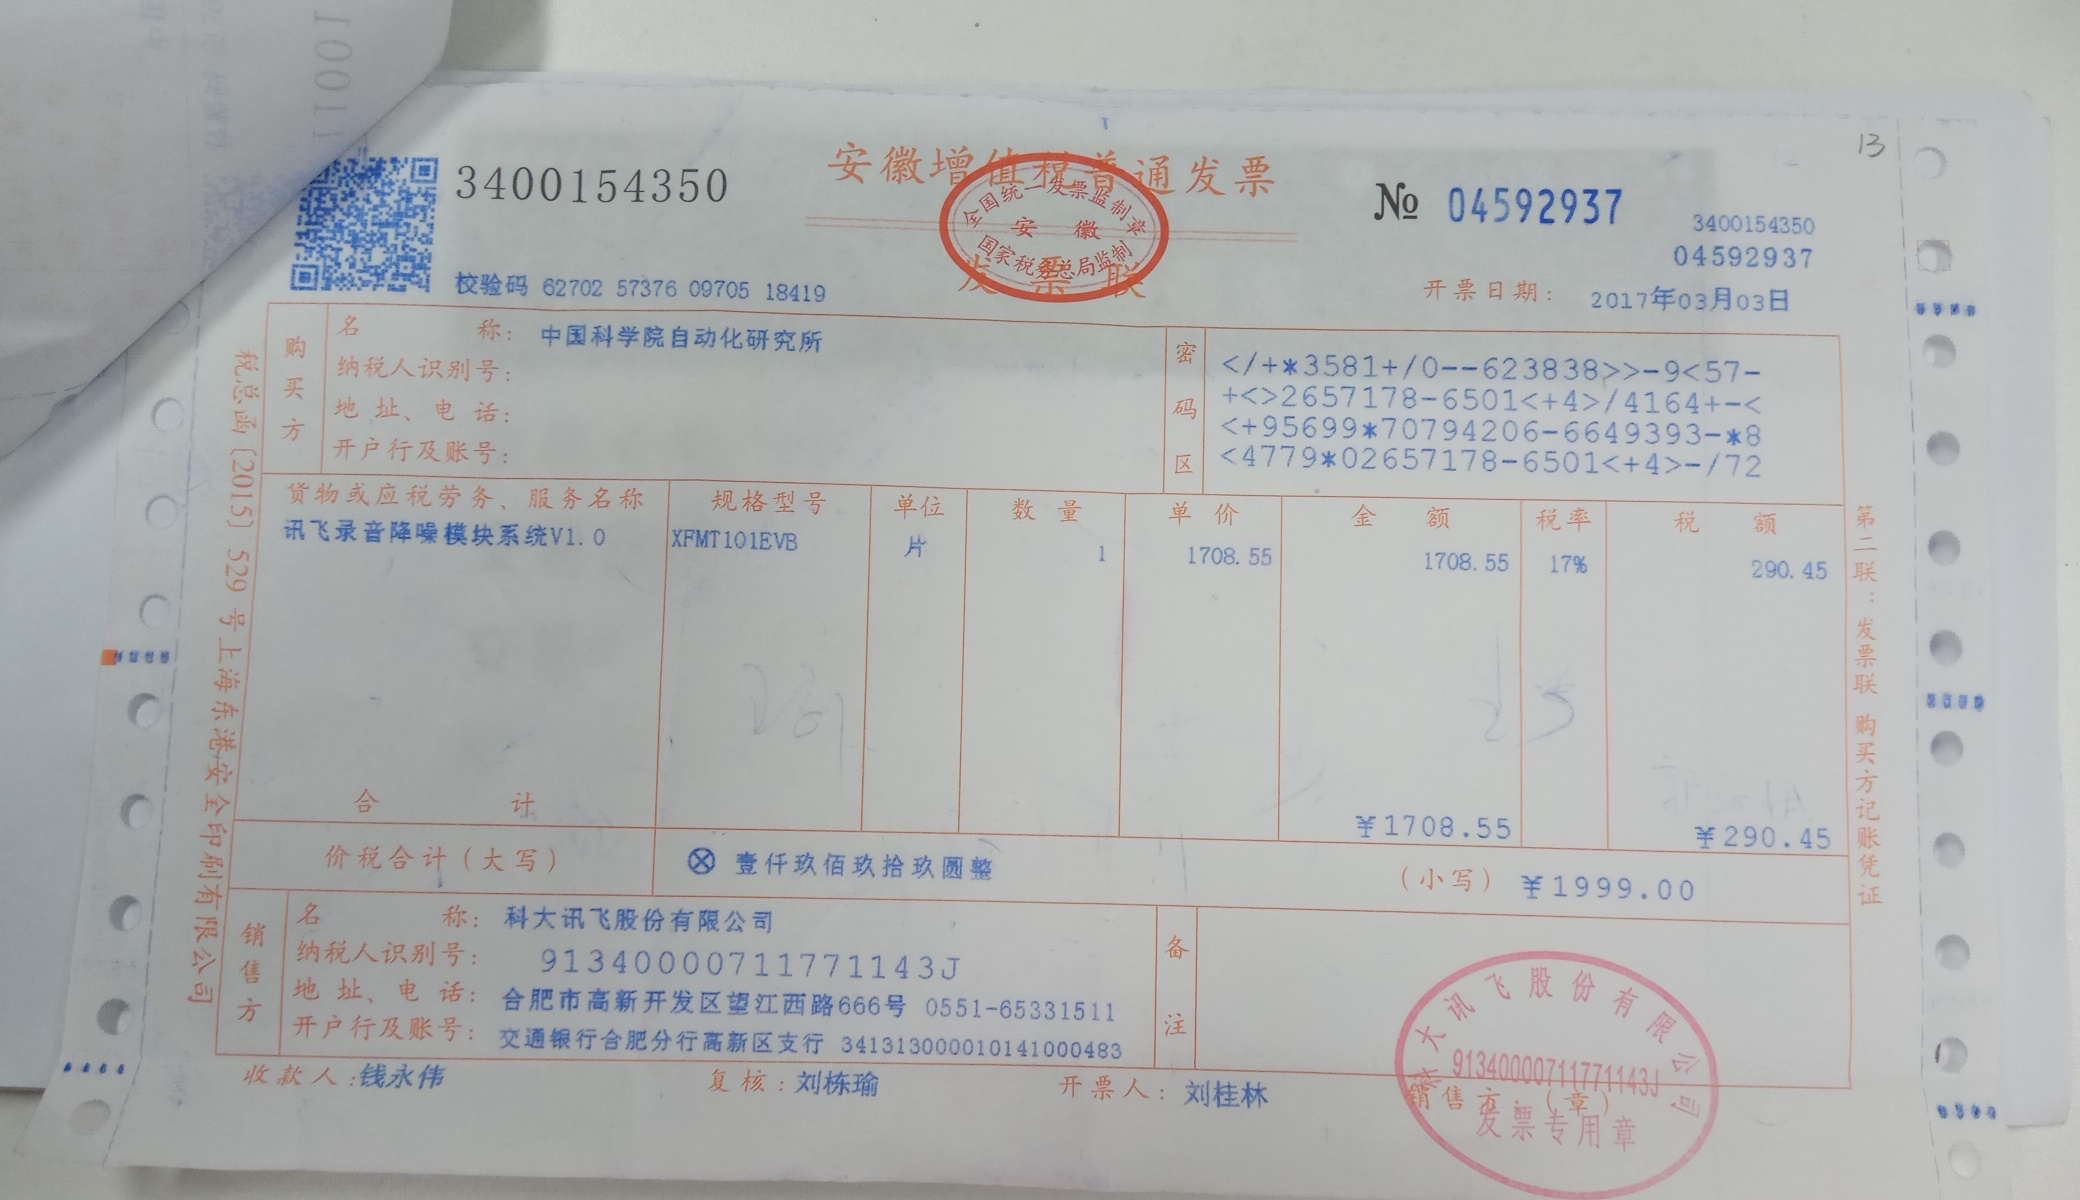 10011
3400154350
安徽增值税普通发票
全国统一发票监制章
安徽
国家税务总局监制
发票联
№ 04592937
3400154350
04592937
13
校验码 62702 57376 09705 18419
开票日期: 2017年03月03日
购买方
名称: 中国科学院自动化研究所
纳税人识别号:
地址、电话:
开户行及账号:
密码区
</+*3581+/0--623838>>-9<57-
+<>2657178-6501<+4>/4164+-<
<+95699*70794206-6649393-*8
<4779*02657178-6501<+4>-/72
货物或应税劳务、服务名称 规格型号 单位 数量 单价 金额 税率 税额
讯飞录音降噪模块系统V1.0 XFMT101EVB 片 1 1708.55 1708.55 17% 290.45
合计 ¥1708.55 ¥290.45
价税合计(大写) ⊗ 壹仟玖佰玖拾玖圆整 (小写) ¥1999.00
销售方
名称: 科大讯飞股份有限公司
纳税人识别号: 91340000711771143J
地址、电话: 合肥市高新开发区望江西路666号 0551-65331511
开户行及账号: 交通银行合肥分行高新区支行 341313000010141000483
备注
收款人: 钱永伟 复核: 刘栋瑜 开票人: 刘桂林 销售方:(章)
科大讯飞股份有限公司
91340000711771143J
发票专用章
税总函[2015]529号上海东港安全印刷有限公司
第二联:发票联 购买方记账凭证